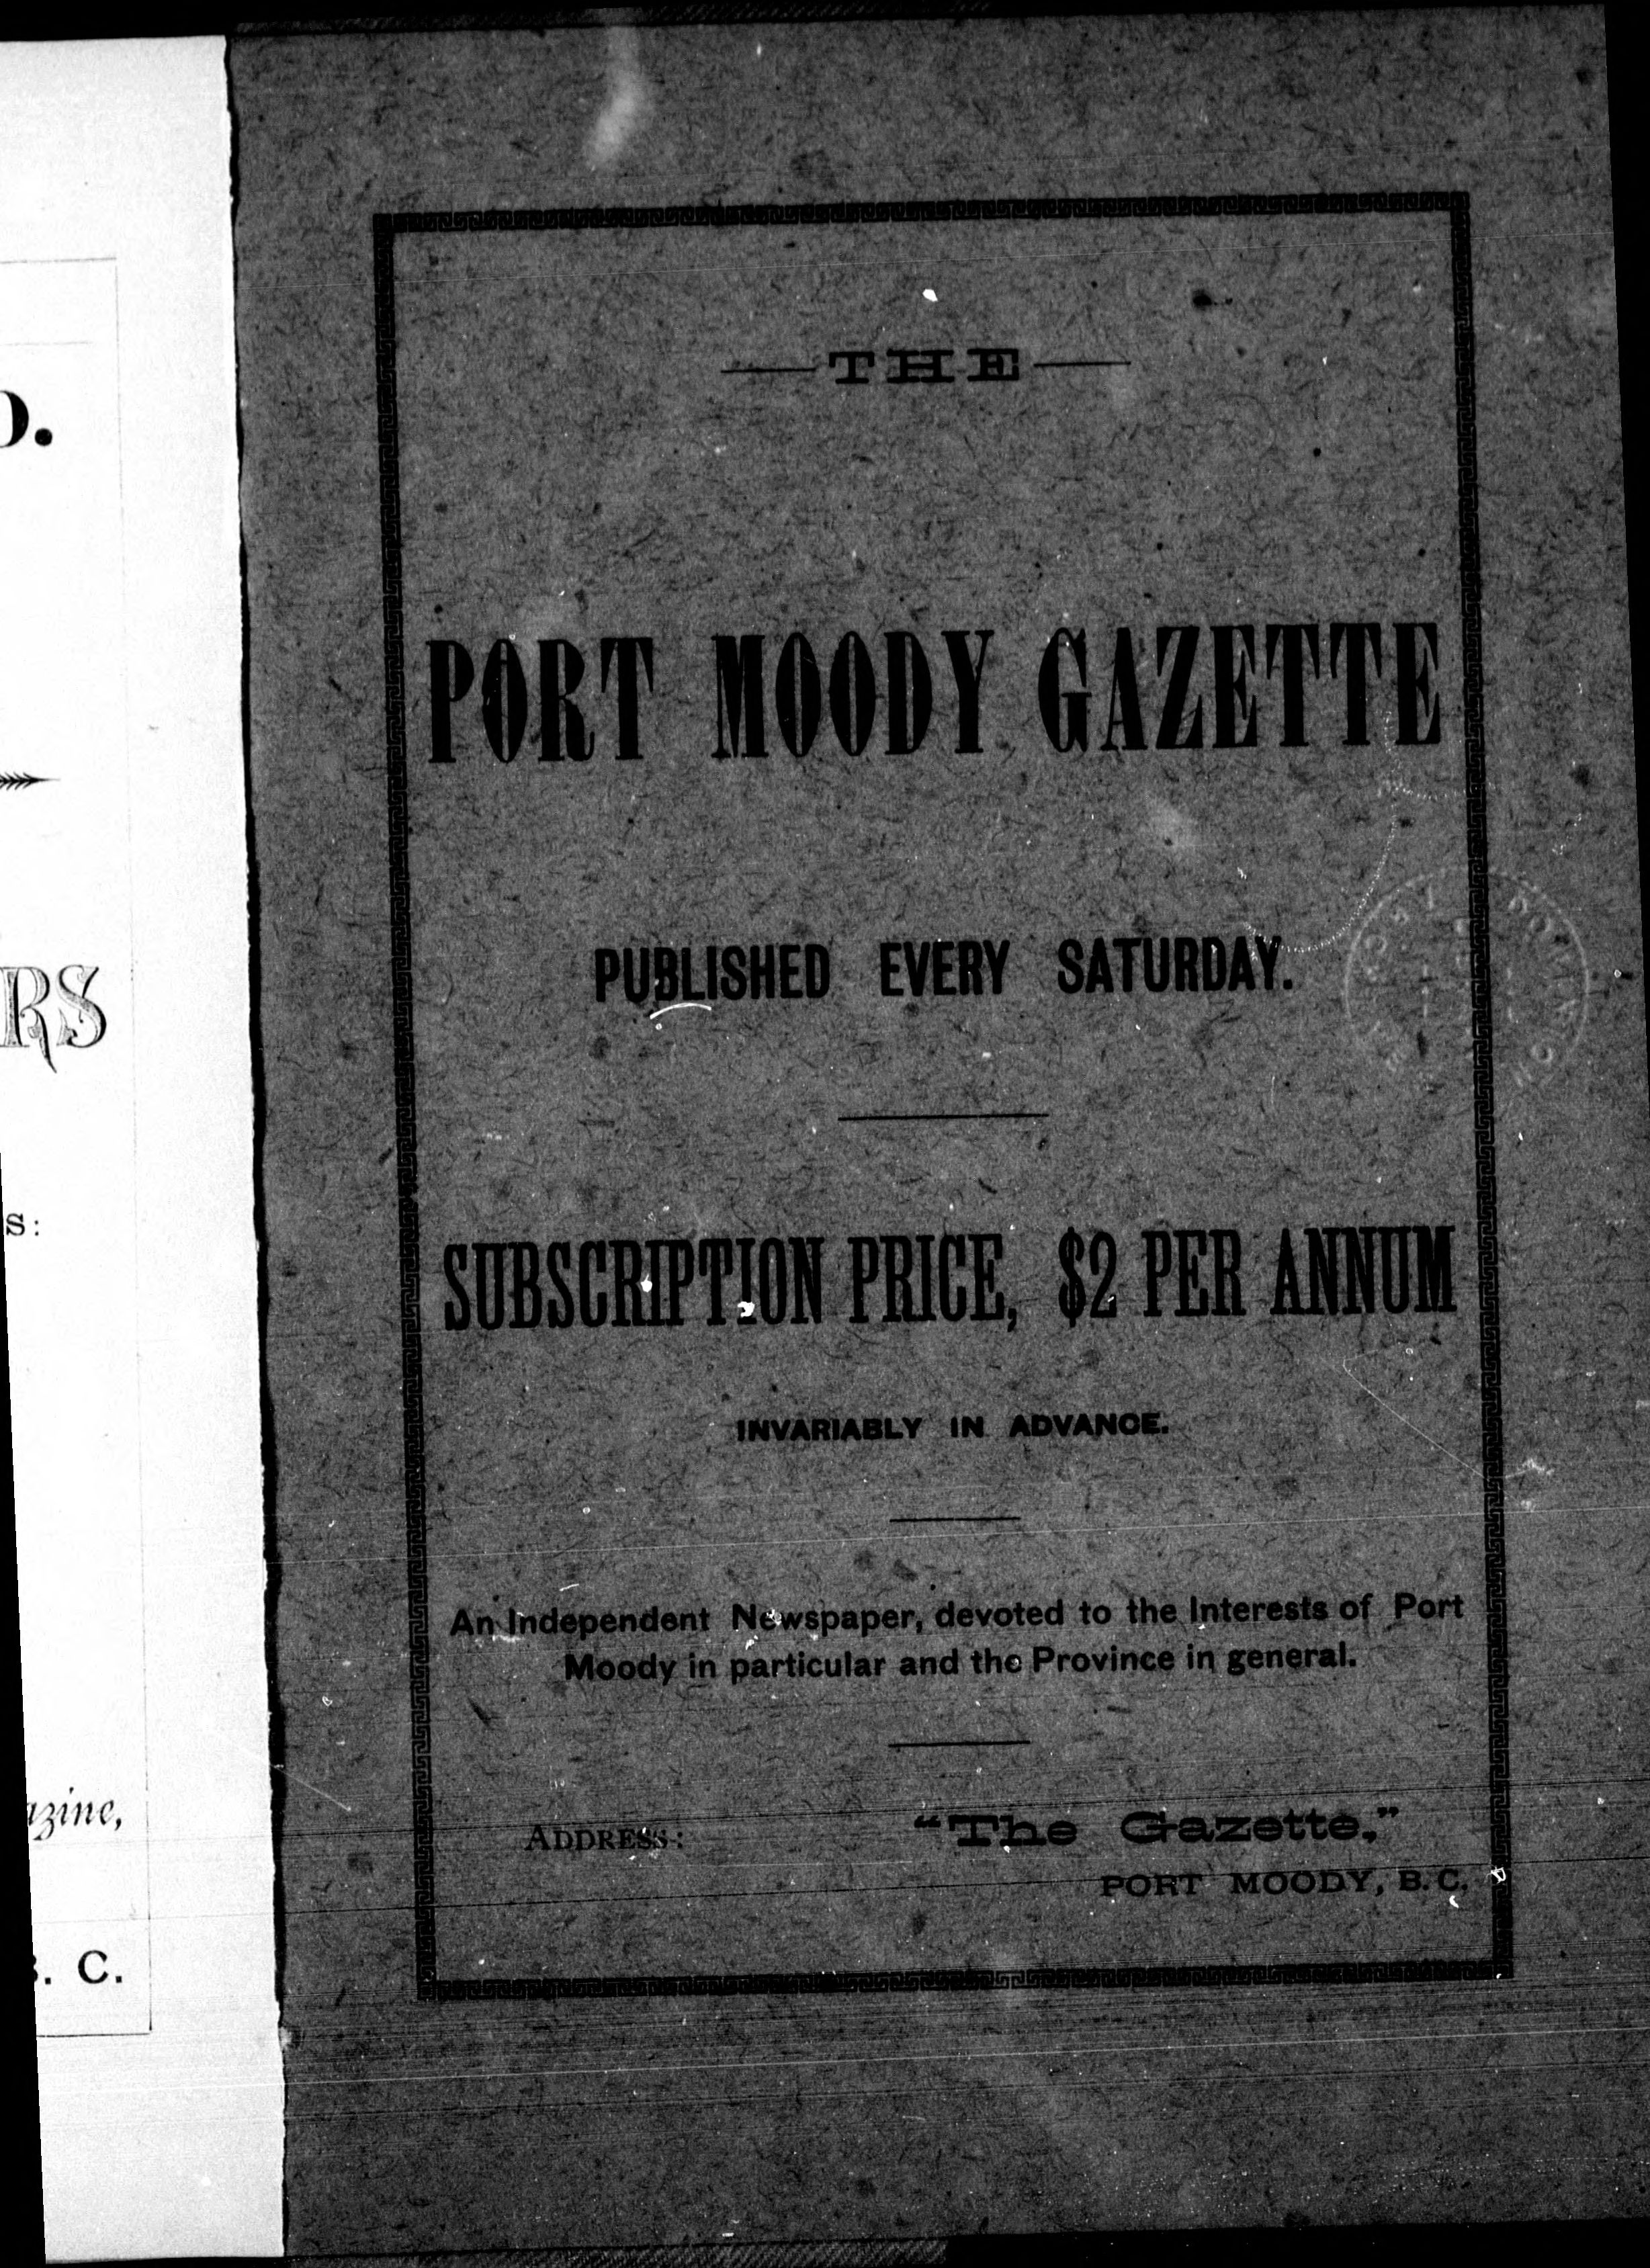 O.
RS
s:
azine,
. C.
THE
PORT MOODY GAZETTE
PUBLISHED EVERY SATURDAY.
SUBSCRIPTION PRICE, $2 PER ANNUM
INVARIABLY IN ADVANCE.
An Independent Newspaper, devoted to the Interests of Port
Moody in particular and the Province in general.
ADDRESS: "The Gazette,"
PORT MOODY, B. C.